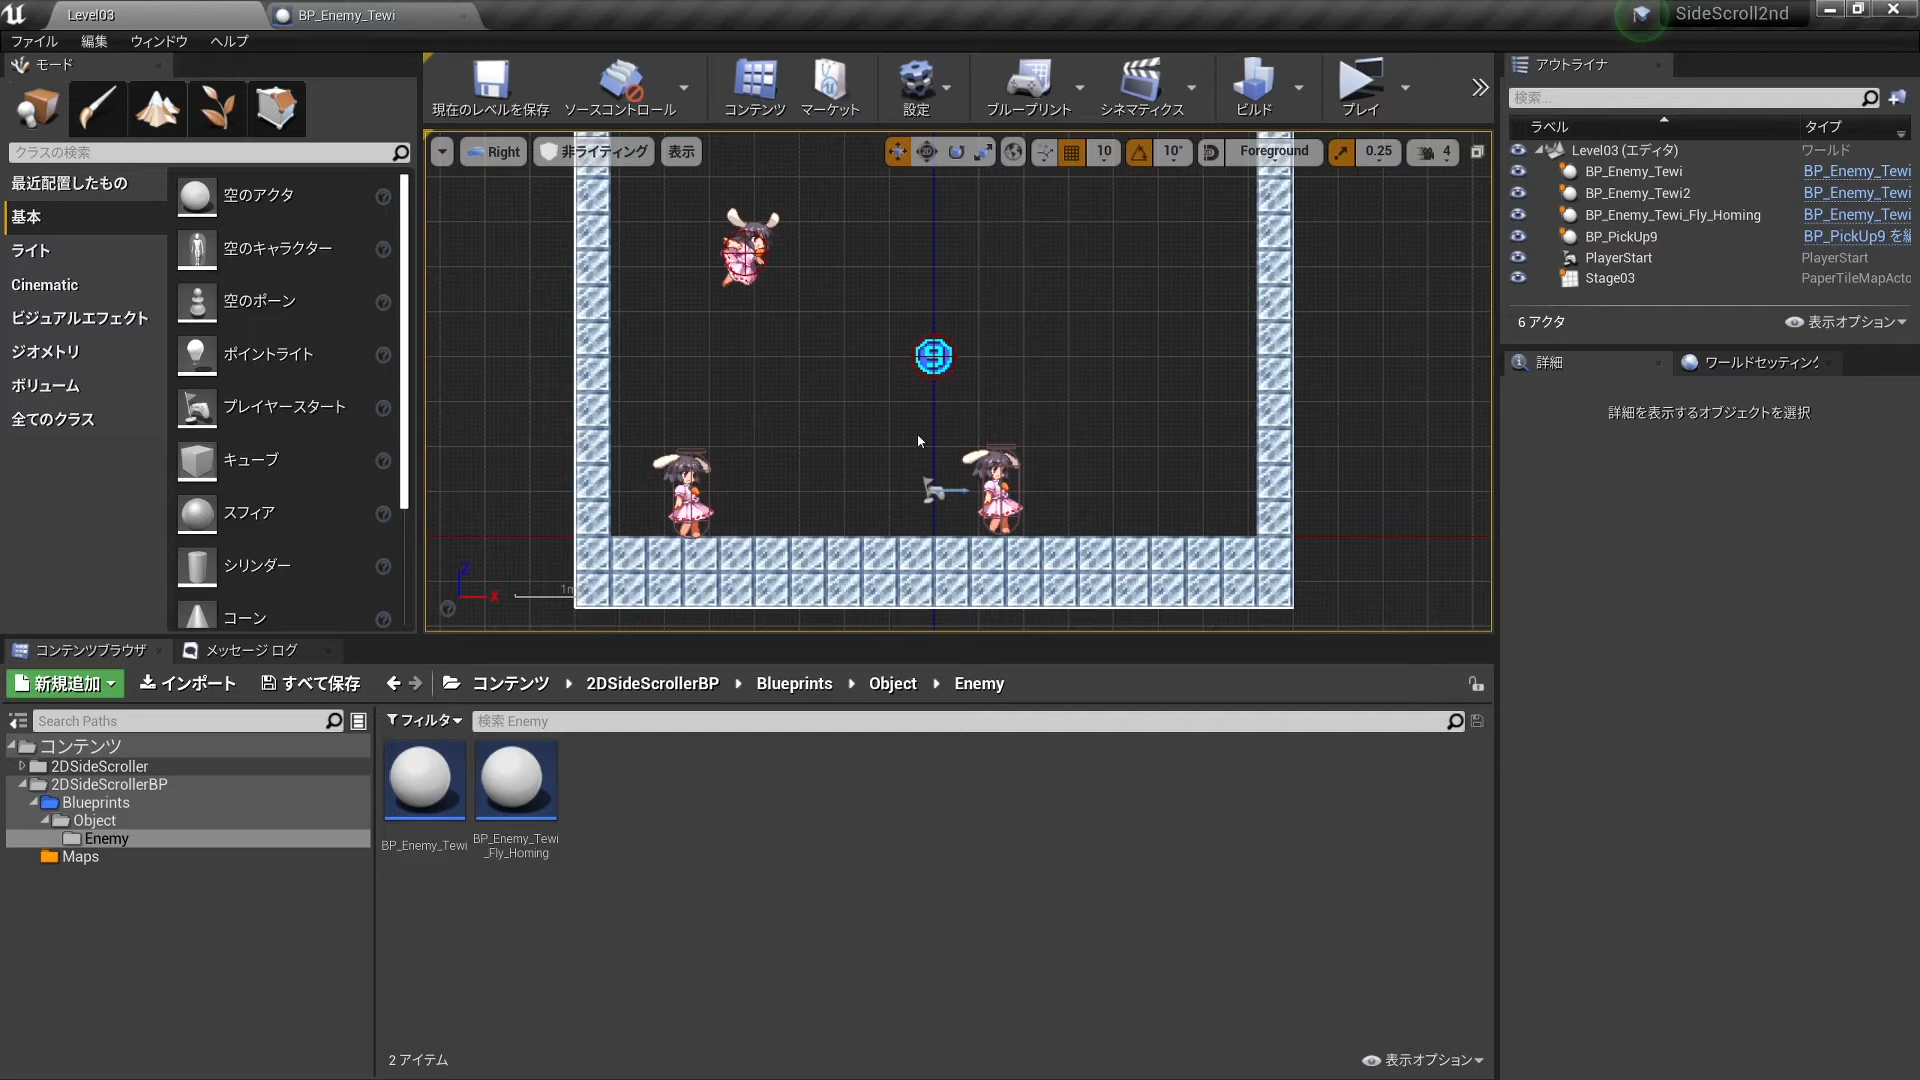 Level03
BP_Enemy_Tewi
SideScroll2nd
ファイル
編集
ウィンドウ
ヘルプ
モード
現在のレベルを保存
ソースコントロール
コンテンツ
マーケット
設定
ブループリント
シネマティクス
ビルド
プレイ
クラスの検索
最近配置したもの
基本
ライト
Cinematic
ビジュアルエフェクト
ジオメトリ
ボリューム
全てのクラス
空のアクタ
空のキャラクター
空のポーン
ポイントライト
プレイヤースタート
キューブ
スフィア
シリンダー
コーン
Right
非ライティング
表示
10
10°
Foreground
0.25
4
9
Z
X
1m
アウトライナ
検索...
ラベル
タイプ
Level03 (エディタ)
ワールド
BP_Enemy_Tewi
BP_Enemy_Tewi
BP_Enemy_Tewi2
BP_Enemy_Tewi
BP_Enemy_Tewi_Fly_Homing
BP_Enemy_Tewi
BP_PickUp9
BP_PickUp9 を編
PlayerStart
PlayerStart
Stage03
PaperTileMapActo
6 アクタ
表示オプション
詳細
ワールドセッティング
詳細を表示するオブジェクトを選択
コンテンツブラウザ
メッセージ ログ
新規追加
インポート
すべて保存
コンテンツ
2DSideScrollerBP
Blueprints
Object
Enemy
Search Paths
フィルタ
検索 Enemy
コンテンツ
2DSideScroller
2DSideScrollerBP
Blueprints
Object
Enemy
Maps
BP_Enemy_Tewi
BP_Enemy_Tewi
_Fly_Homing
2 アイテム
表示オプション